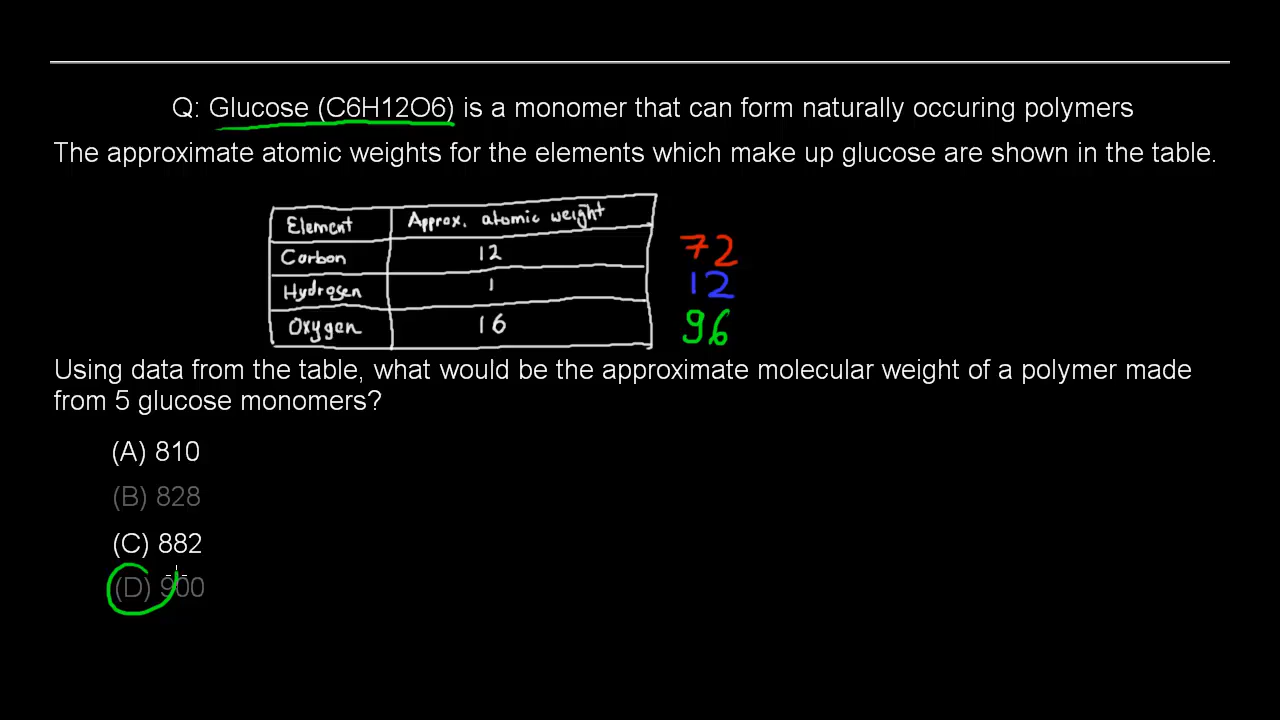 Q: Glucose (C6H12O6) is a monomer that can form naturally occuring polymers
The approximate atomic weights for the elements which make up glucose are shown in the table.
Element Approx. atomic weight
Carbon 12 72
Hydrogen 1 12
Oxygen 16 96
Using data from the table, what would be the approximate molecular weight of a polymer made
from 5 glucose monomers?
(A) 810
(B) 828
(C) 882
(D) 900